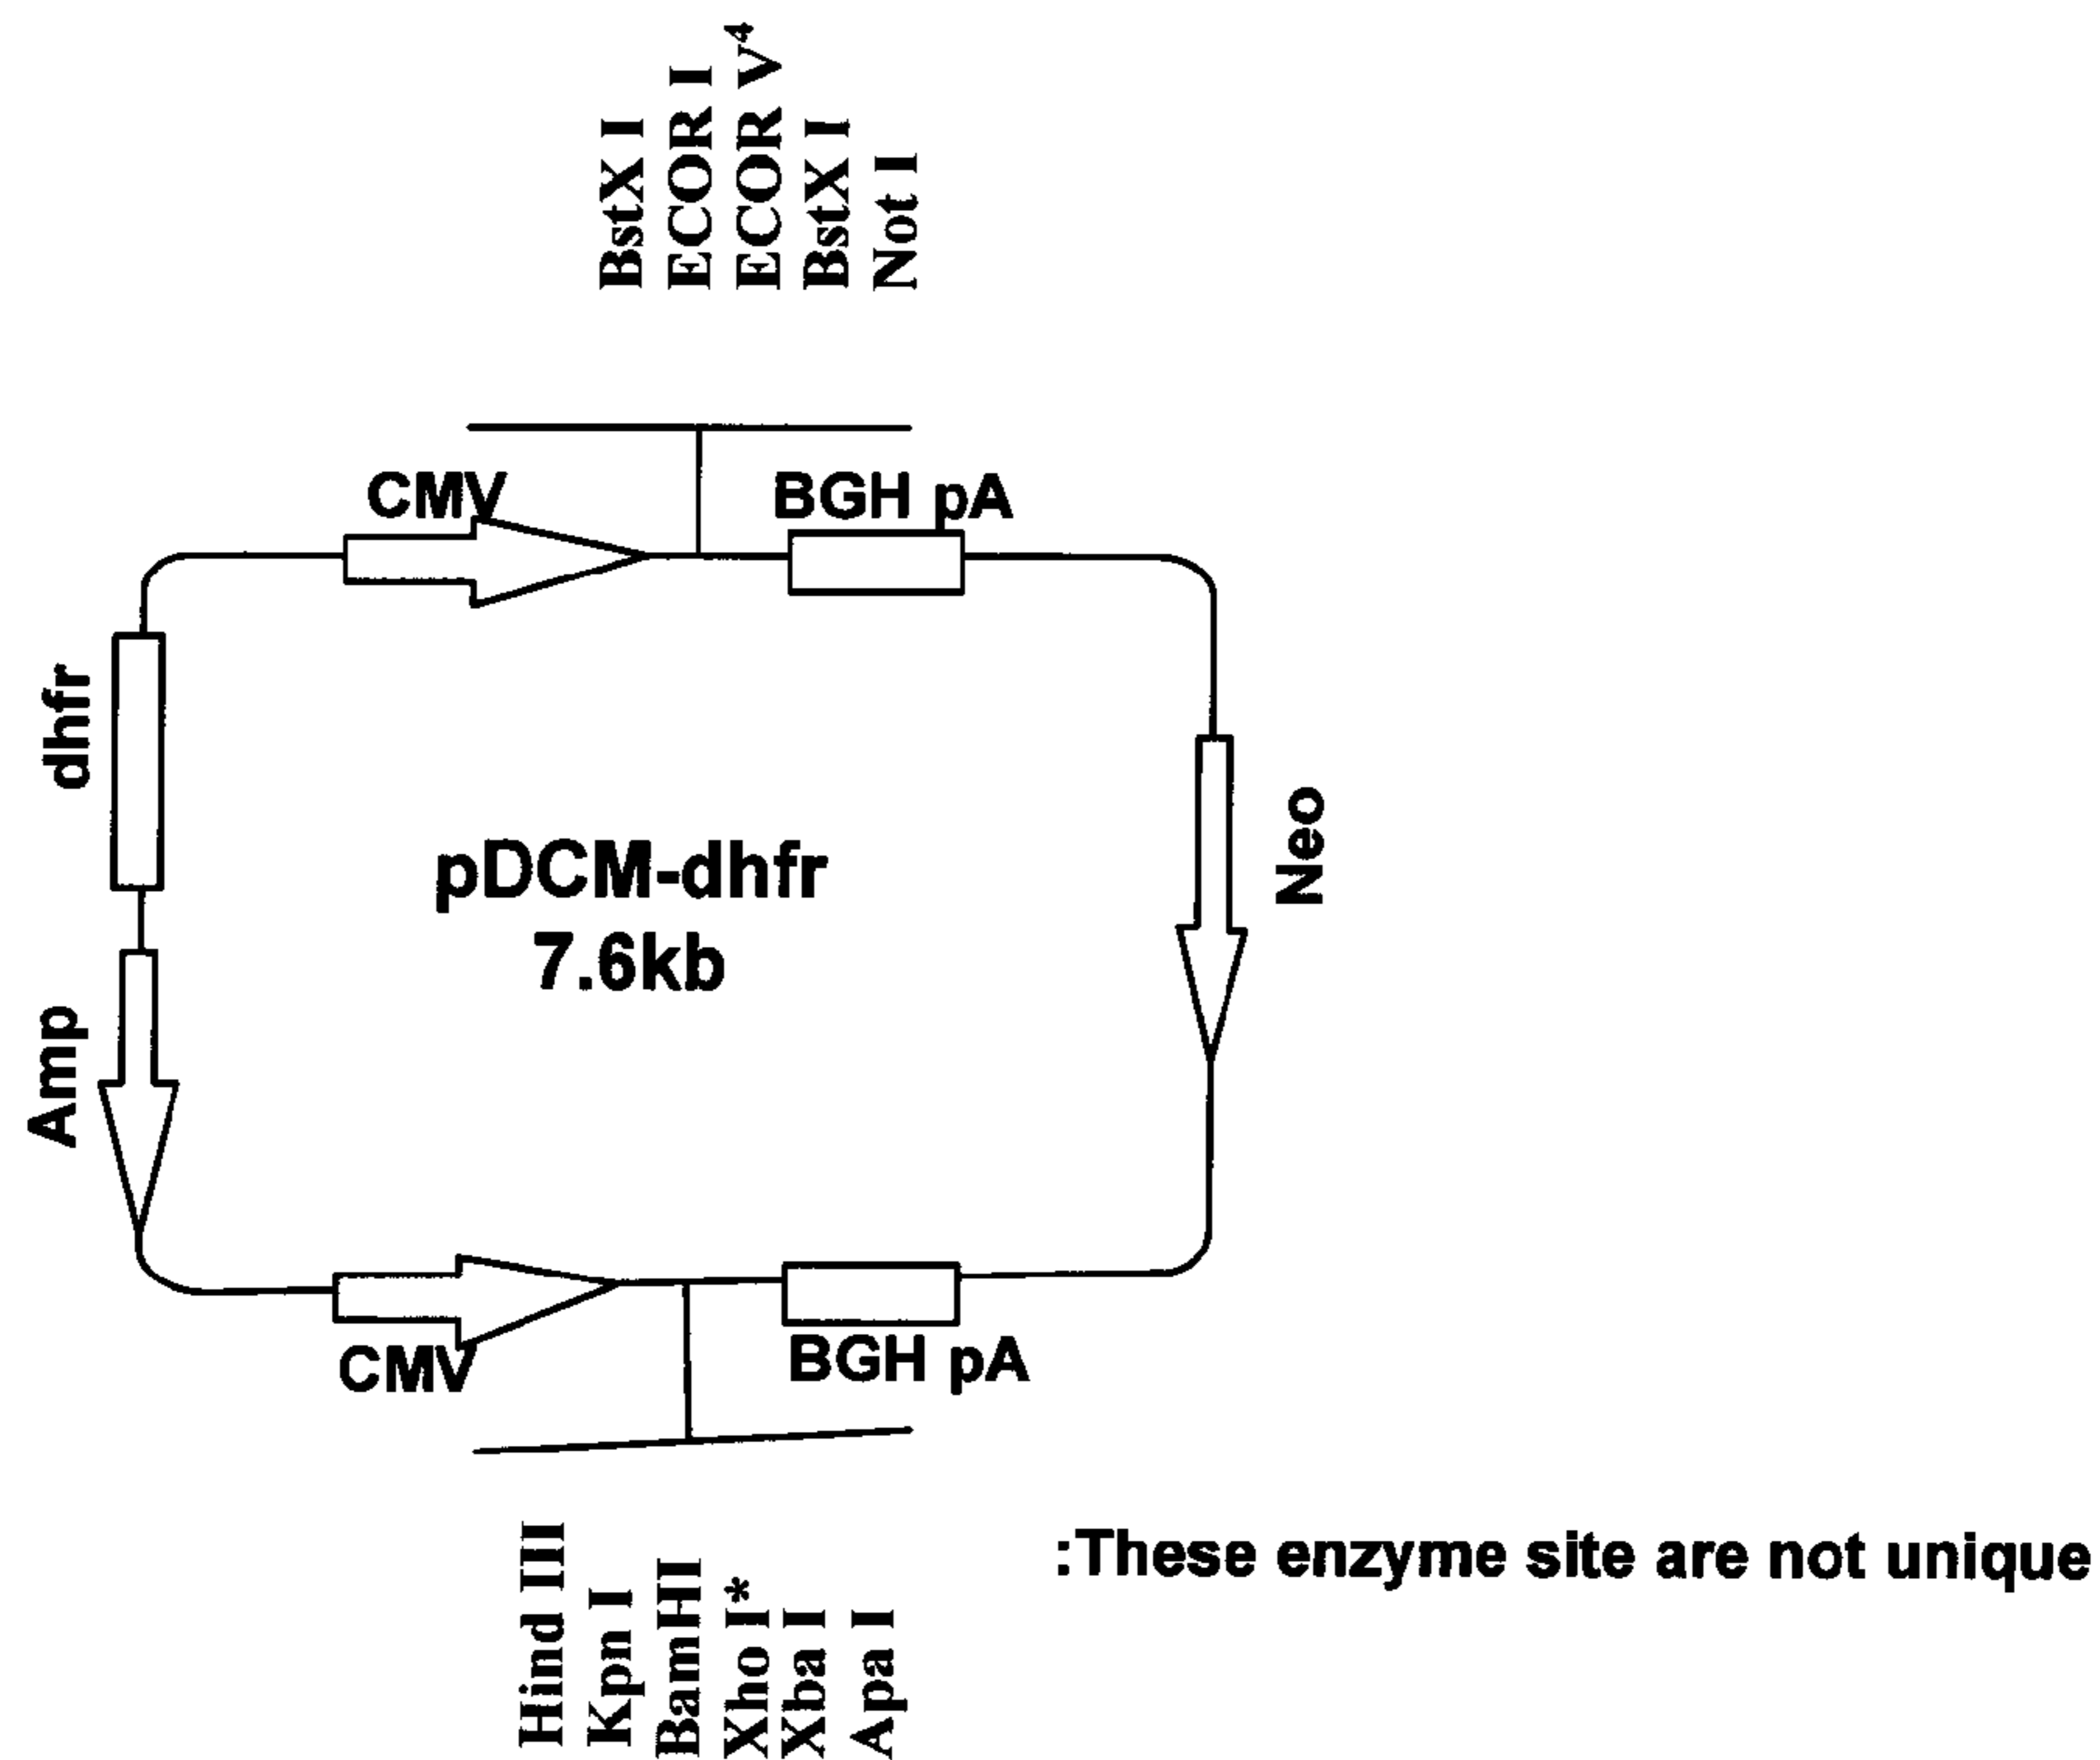 BstX I
ECOR I
ECOR V4
BstX I
Not I
CMV
BGH pA
dhfr
Neo
pDCM-dhfr
7.6kb
Amp
CMV
BGH pA
Hind III
Kpn I
BamHI
Xho I*
Xba I
Apa I
:These enzyme site are not unique